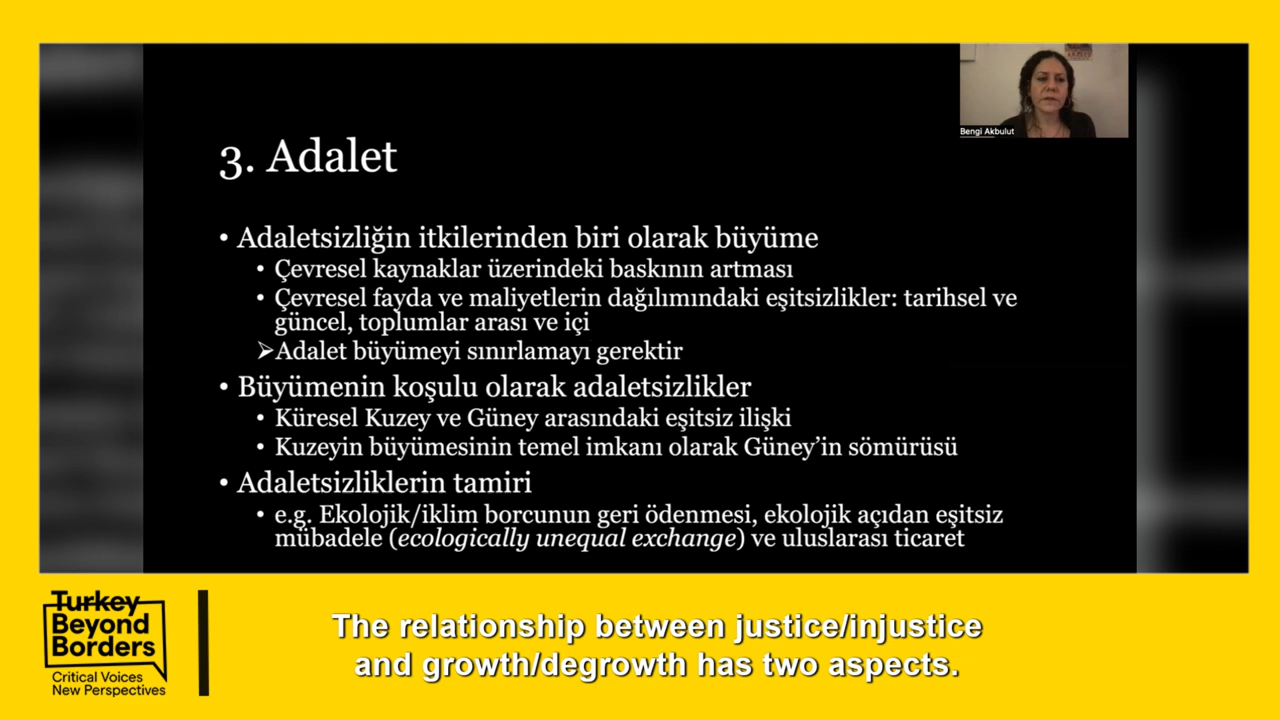 Bengi Akbulut
3. Adalet
• Adaletsizliğin itkilerinden biri olarak büyüme
• Çevresel kaynaklar üzerindeki baskının artması
• Çevresel fayda ve maliyetlerin dağılımındaki eşitsizlikler: tarihsel ve
güncel, toplumlar arası ve içi
➢Adalet büyümeyi sınırlamayı gerektir
• Büyümenin koşulu olarak adaletsizlikler
• Küresel Kuzey ve Güney arasındaki eşitsiz ilişki
• Kuzeyin büyümesinin temel imkanı olarak Güney’in sömürüsü
• Adaletsizliklerin tamiri
• e.g. Ekolojik/iklim borcunun geri ödenmesi, ekolojik açıdan eşitsiz
mübadele (ecologically unequal exchange) ve uluslarası ticaret
Turkey
Beyond
Borders
Critical Voices
New Perspectives
The relationship between justice/injustice
and growth/degrowth has two aspects.